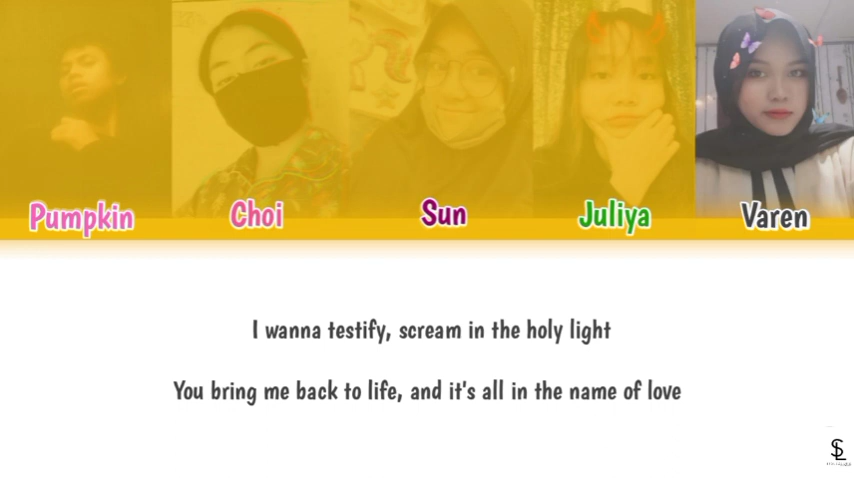 Pumpkin Choi Sun Juliya Varen
I wanna testify, scream in the holy light
You bring me back to life, and it's all in the name of love
SL